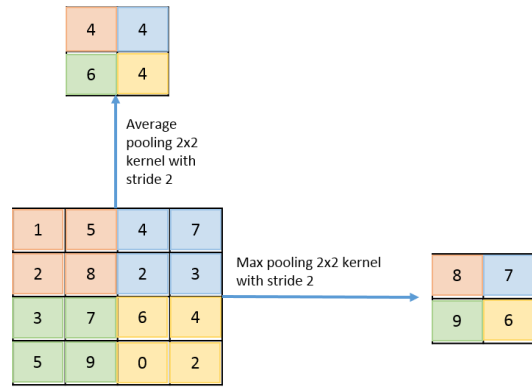 4 4
6 4
Average
pooling 2x2
kernel with
stride 2
1 5 4 7
2 8 2 3
3 7 6 4
5 9 0 2
Max pooling 2x2 kernel
with stride 2
8 7
9 6